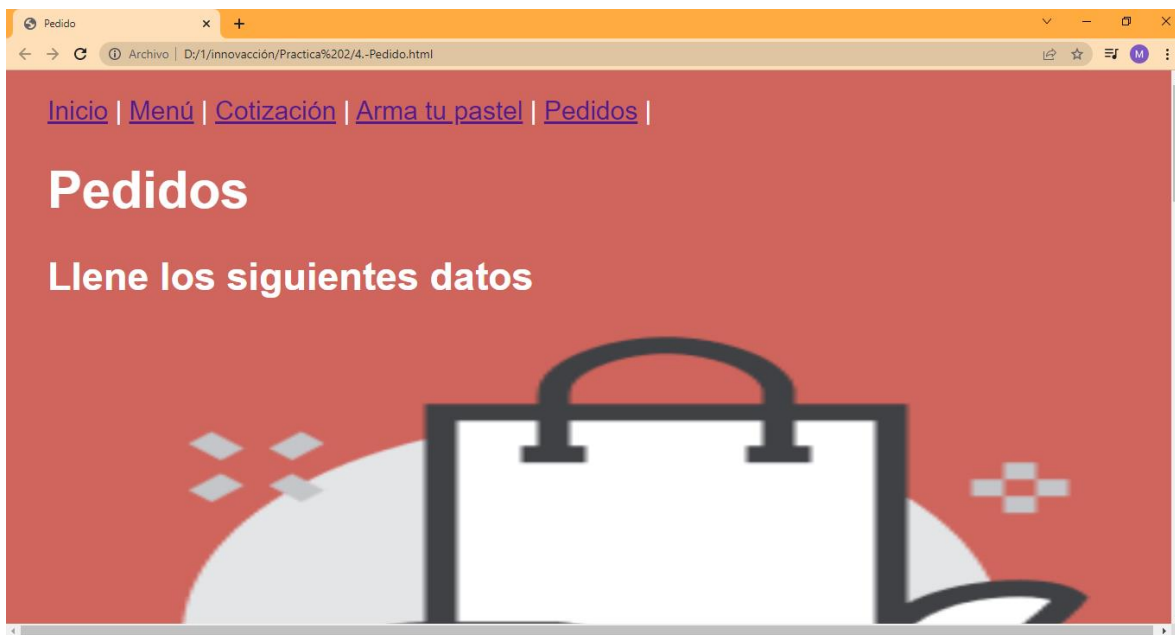 Pedido
Archivo | D:/1/innovacción/Practica%202/4.-Pedido.html
M
Inicio | Menú | Cotización | Arma tu pastel | Pedidos |
Pedidos
Llene los siguientes datos